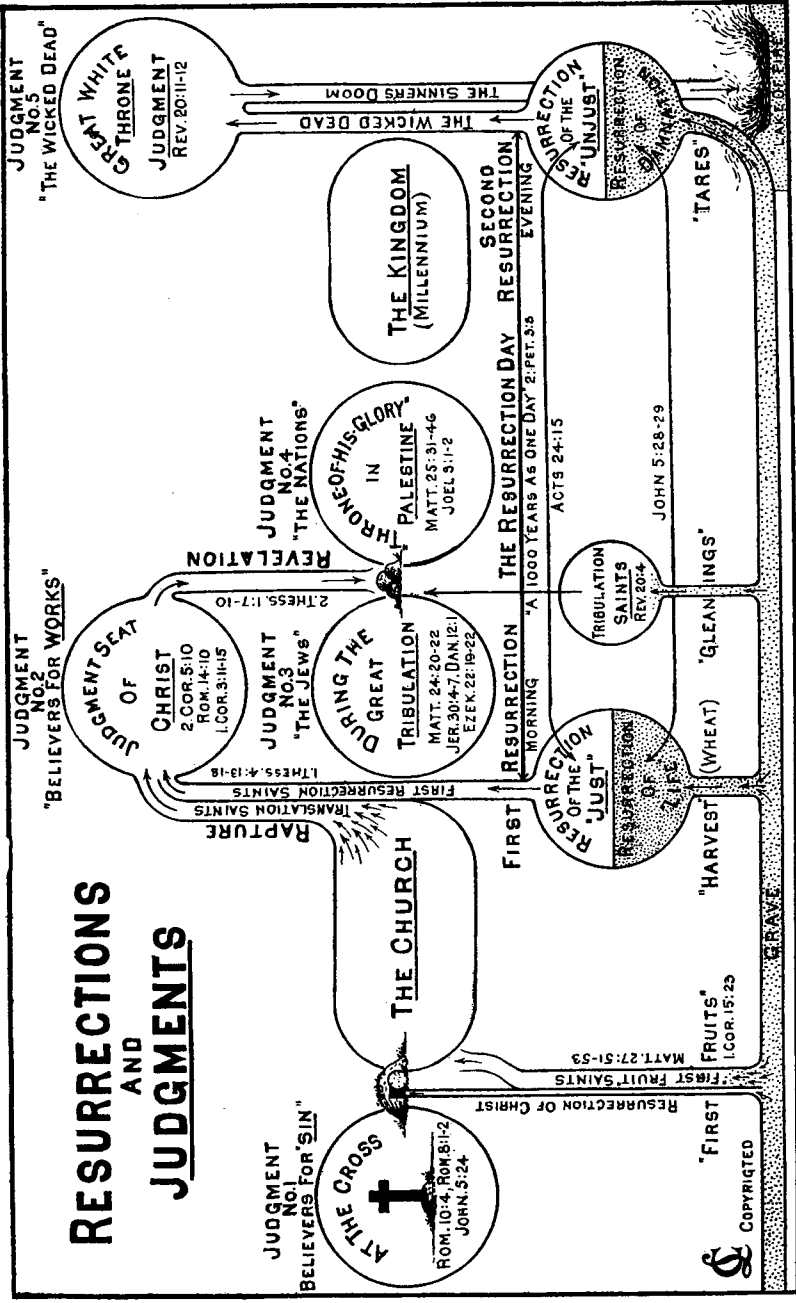 RESURRECTIONS
AND
JUDGMENTS
JUDGMENT
No.1
BELIEVERS FOR "SIN"
AT THE CROSS
ROM. 10:4, ROM. 8:1-2
JOHN. 5:24
THE CHURCH
RAPTURE
TRANSLATION SAINTS
FIRST RESURRECTION SAINTS
1.THESS. 4:13-18
JUDGMENT
No.2
"BELIEVERS FOR WORKS"
JUDGMENT SEAT
OF
CHRIST
2.COR. 5:10
ROM. 14:10
1.COR. 3:11-15
REVELATION
2.THESS. 1:7-10
JUDGMENT
No.3
"THE JEWS"
DURING THE
GREAT
TRIBULATION
MATT. 24:20-22
JER. 30:4-7, DAN. 12:1
EZEK. 22:19-22
JUDGMENT
No.4
"THE NATIONS"
"THRONE-OF-HIS-GLORY"
IN
PALESTINE
MATT. 25:31-46
JOEL 3:1-2
THE KINGDOM
(MILLENNIUM)
JUDGMENT
No.5
"THE WICKED DEAD"
GREAT WHITE
THRONE
JUDGMENT
REV. 20:11-12
THE WICKED DEAD
THE SINNERS DOOM
FIRST RESURRECTION
MORNING
THE RESURRECTION DAY
"A 1000 YEARS AS ONE DAY" 2:PET. 3:8
SECOND
RESURRECTION
EVENING
ACTS 24:15
JOHN 5:28-29
RESURRECTION
OF THE
"JUST"
RESURRECTION
OF
LIFE
TRIBULATION
SAINTS
REV. 20:4
RESURRECTION
OF THE
"UNJUST"
RESURRECTION
OF
DAMNATION
RESURRECTION OF CHRIST
"FIRST FRUIT" SAINTS
MATT. 27:51-53
"FIRST FRUITS"
1.COR. 15:23
"HARVEST" (WHEAT)
"GLEANINGS"
"TARES"
GRAVE
LAKE OF FIRE
COPYRIGTED